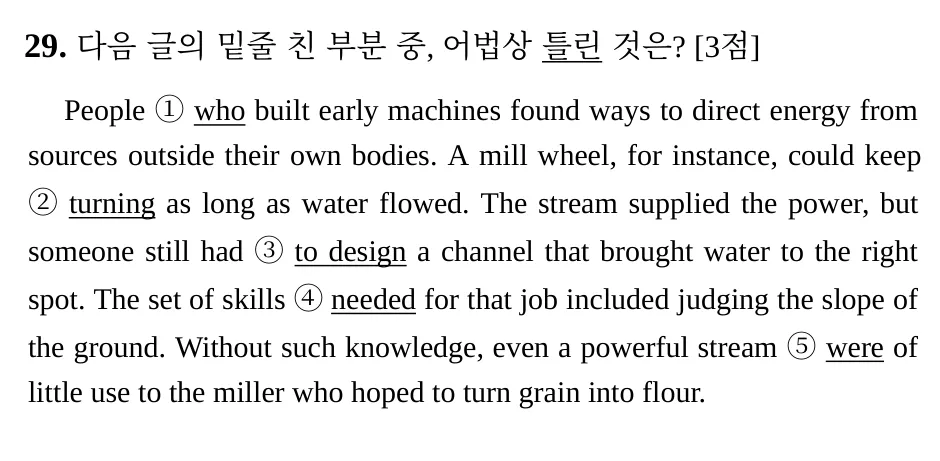 29. 다음 글의 밑줄 친 부분 중, 어법상 틀린 것은? [3점]
People ① who built early machines found ways to direct energy from
sources outside their own bodies. A mill wheel, for instance, could keep
② turning as long as water flowed. The stream supplied the power, but
someone still had ③ to design a channel that brought water to the right
spot. The set of skills ④ needed for that job included judging the slope of
the ground. Without such knowledge, even a powerful stream ⑤ were of
little use to the miller who hoped to turn grain into flour.